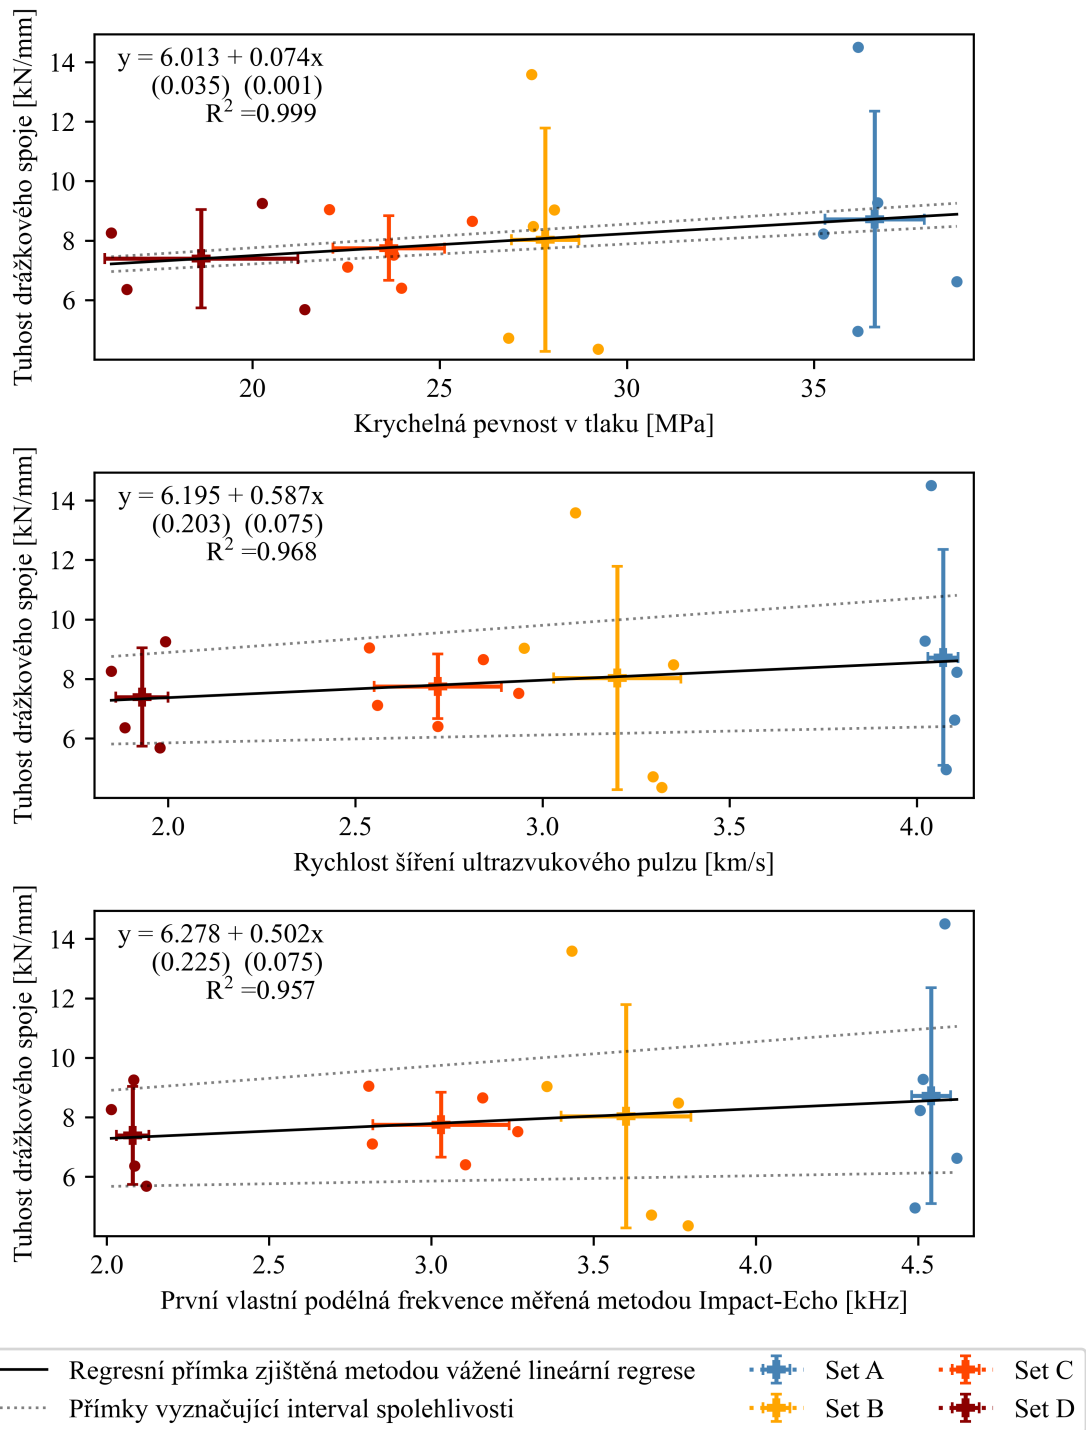 Tuhost drážkového spoje [kN/mm]
14
12
10
8
6
y = 6.013 + 0.074x
(0.035) (0.001)
R² =0.999
20 25 30 35
Krychelná pevnost v tlaku [MPa]
Tuhost drážkového spoje [kN/mm]
14
12
10
8
6
y = 6.195 + 0.587x
(0.203) (0.075)
R² =0.968
2.0 2.5 3.0 3.5 4.0
Rychlost šíření ultrazvukového pulzu [km/s]
Tuhost drážkového spoje [kN/mm]
14
12
10
8
6
y = 6.278 + 0.502x
(0.225) (0.075)
R² =0.957
2.0 2.5 3.0 3.5 4.0 4.5
První vlastní podélná frekvence měřená metodou Impact-Echo [kHz]
Regresní přímka zjištěná metodou vážené lineární regrese
Přímky vyznačující interval spolehlivosti
Set A
Set B
Set C
Set D